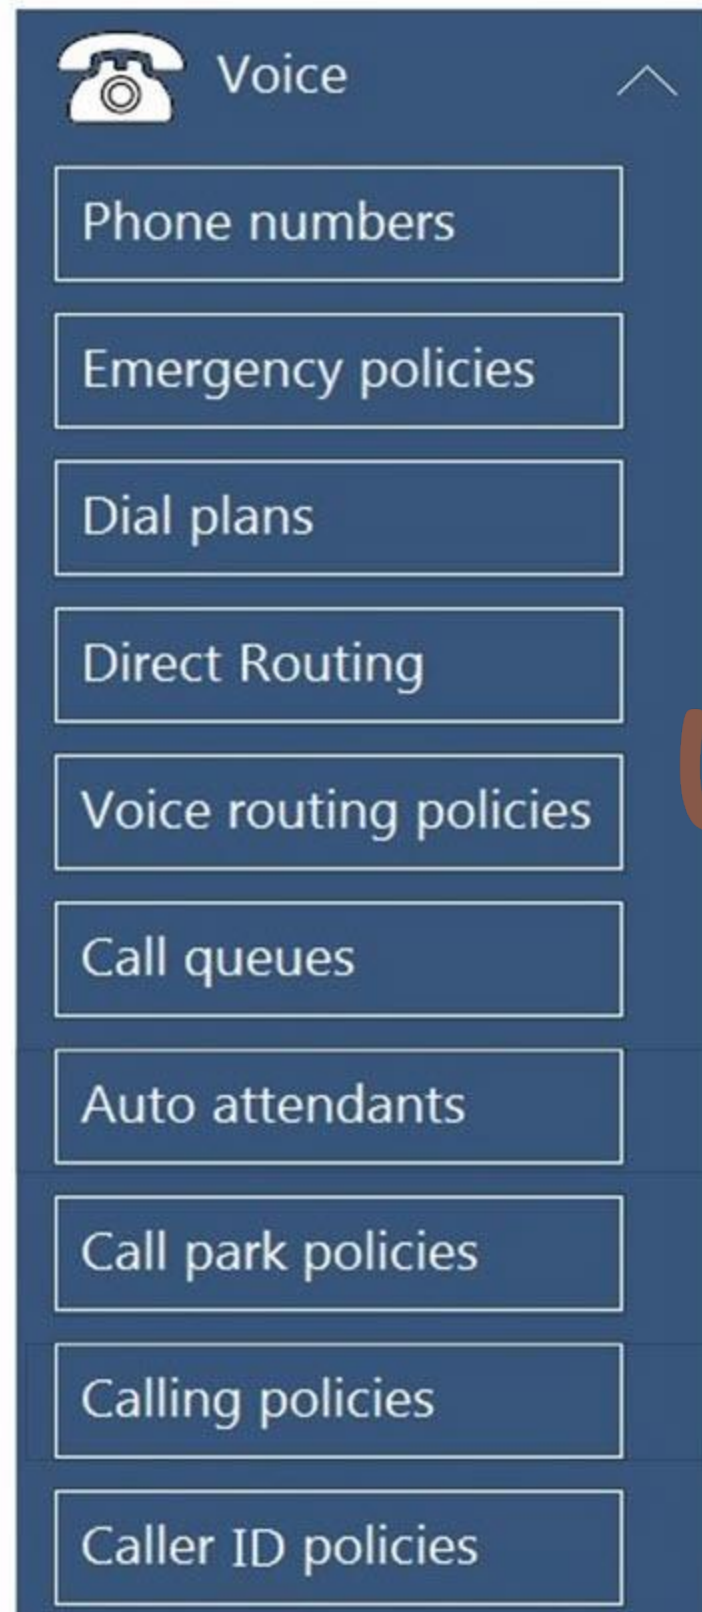 Voice
Phone numbers
Emergency policies
Dial plans
Direct Routing
Voice routing policies
Call queues
Auto attendants
Call park policies
Calling policies
Caller ID policies